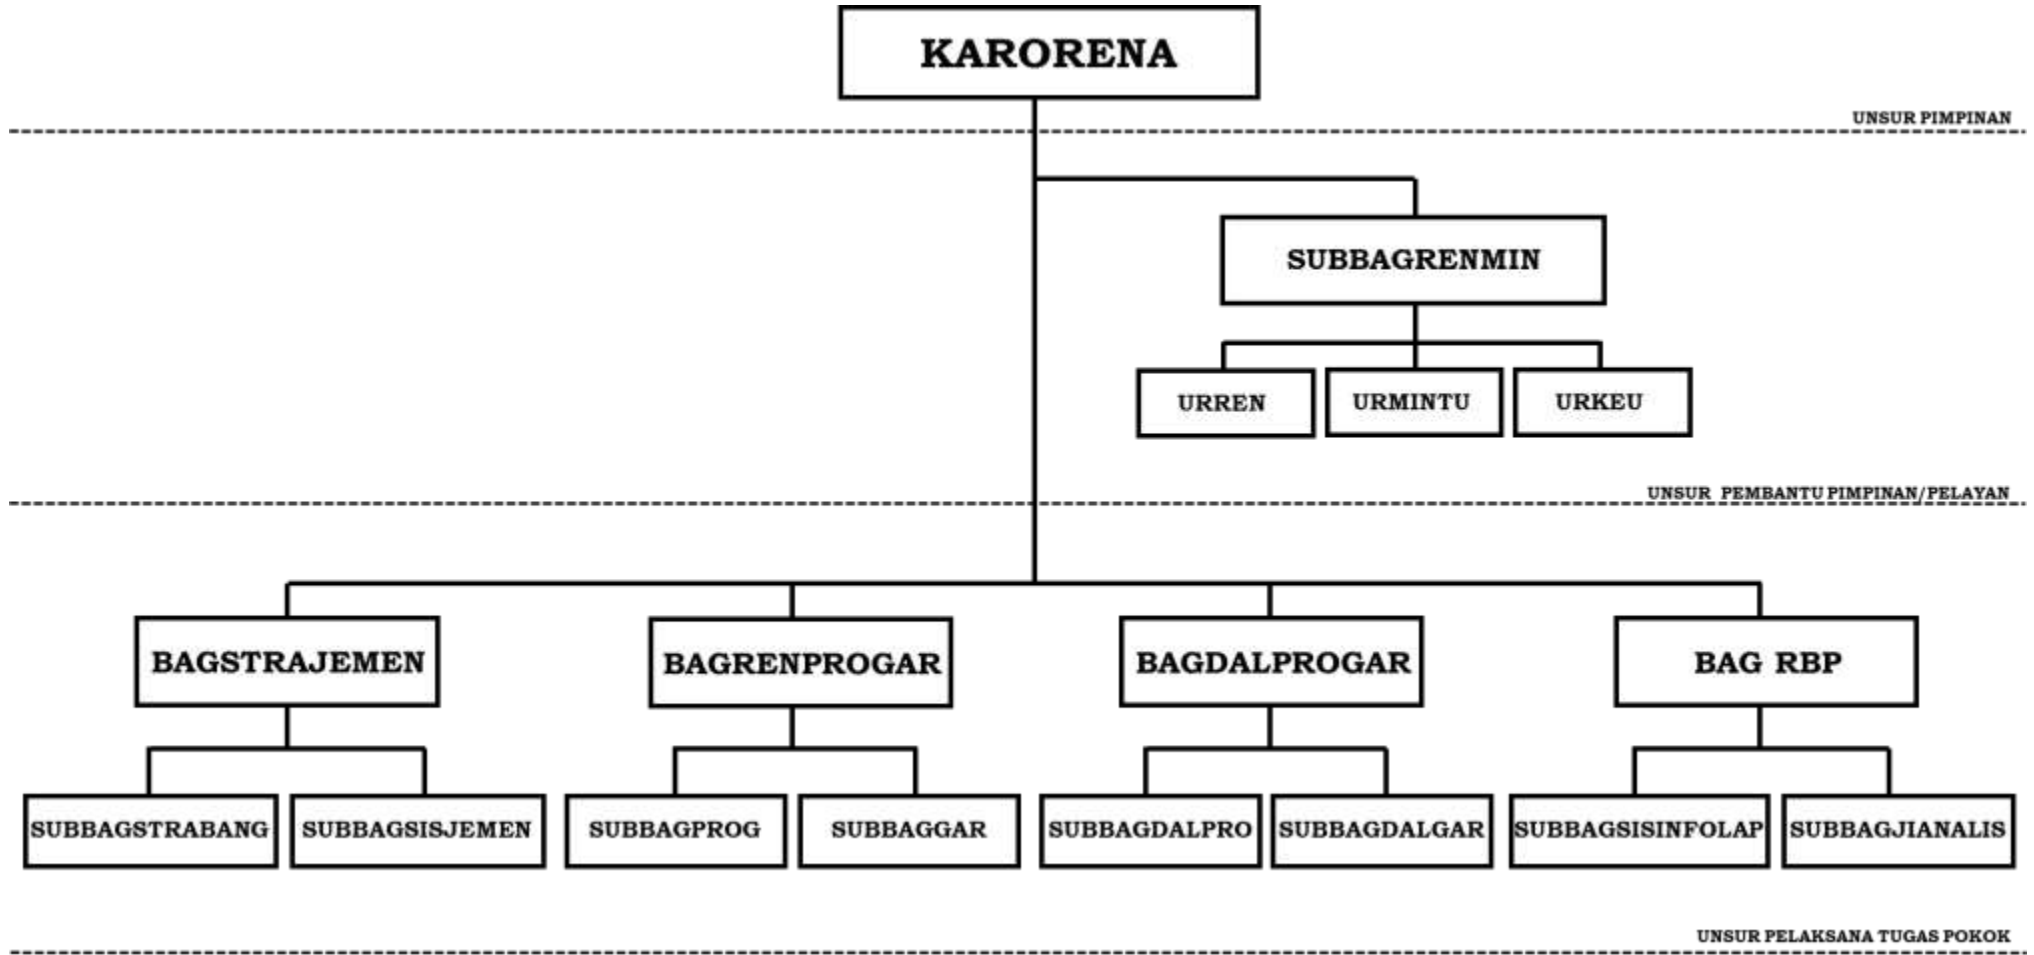 KARORENA
UNSUR PIMPINAN
SUBBAGRENMIN
URREN
URMINTU
URKEU
UNSUR PEMBANTU PIMPINAN/PELAYAN
BAGSTRAJEMEN
BAGRENPROGAR
BAGDALPROGAR
BAG RBP
SUBBAGSTRABANG
SUBBAGSISJEMEN
SUBBAGPROG
SUBBAGGAR
SUBBAGDALPRO
SUBBAGDALGAR
SUBBAGSISINFOLAP
SUBBAGJIANALIS
UNSUR PELAKSANA TUGAS POKOK